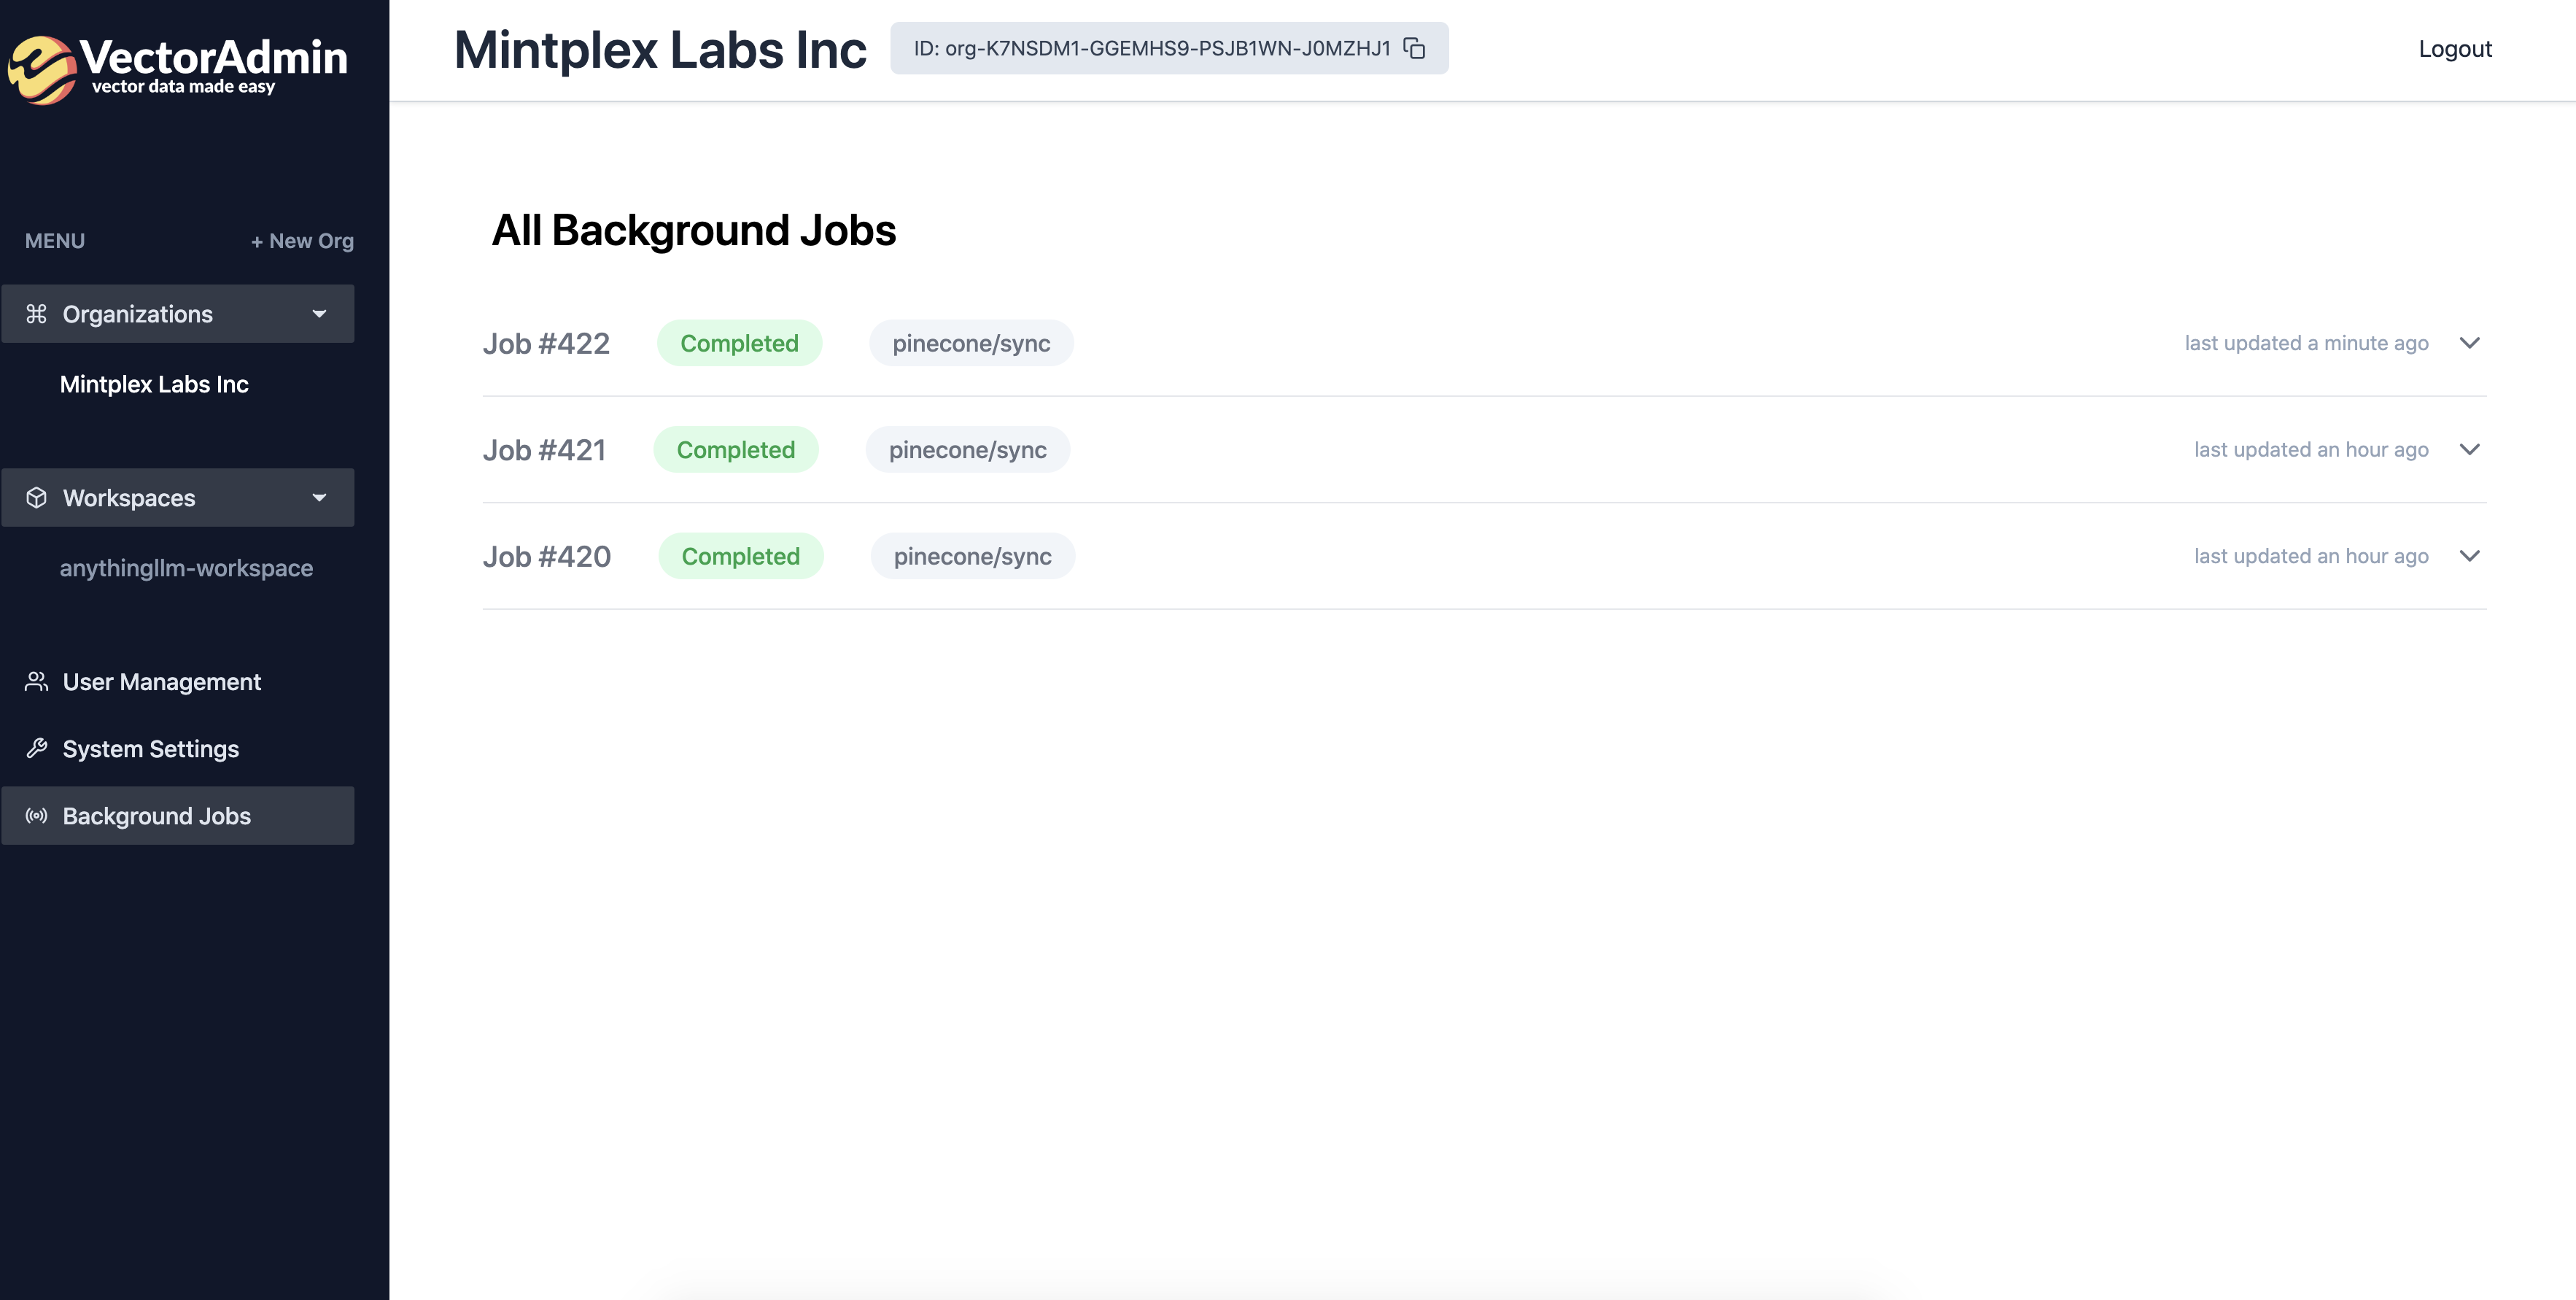 VectorAdmin
vector data made easy
MENU
+ New Org
Organizations
Mintplex Labs Inc
Workspaces
anythingllm-workspace
User Management
System Settings
Background Jobs
Mintplex Labs Inc
ID: org-K7NSDM1-GGEMHS9-PSJB1WN-J0MZHJ1
Logout
All Background Jobs
Job #422 Completed pinecone/sync last updated a minute ago
Job #421 Completed pinecone/sync last updated an hour ago
Job #420 Completed pinecone/sync last updated an hour ago